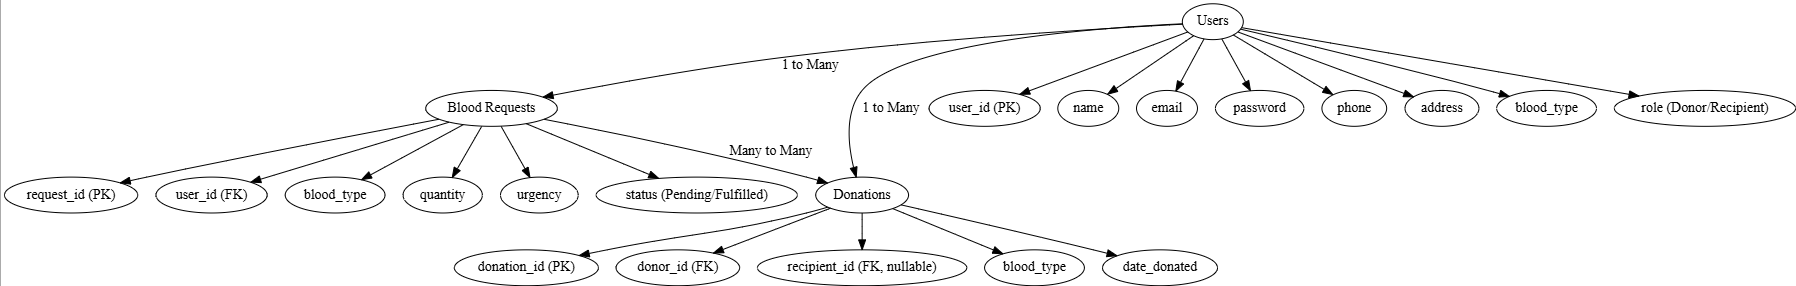 Users
1 to Many
Blood Requests
1 to Many
user_id (PK)
name
email
password
phone
address
blood_type
role (Donor/Recipient)
Many to Many
request_id (PK)
user_id (FK)
blood_type
quantity
urgency
status (Pending/Fulfilled)
Donations
donation_id (PK)
donor_id (FK)
recipient_id (FK, nullable)
blood_type
date_donated